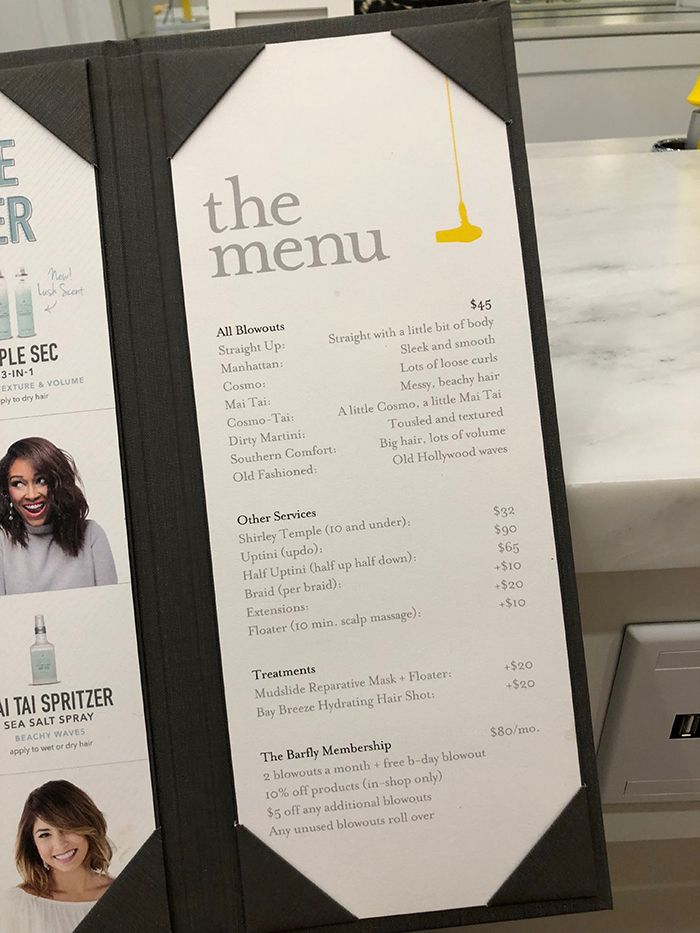 E
ER
New!
Lush Scent
PLE SEC
3-IN-1
EXTURE & VOLUME
ply to dry hair
AI TAI SPRITZER
SEA SALT SPRAY
BEACHY WAVES
apply to wet or dry hair
the
menu
All Blowouts $45
Straight Up: Straight with a little bit of body
Manhattan: Sleek and smooth
Cosmo: Lots of loose curls
Mai Tai: Messy, beachy hair
Cosmo-Tai: A little Cosmo, a little Mai Tai
Dirty Martini: Tousled and textured
Southern Comfort: Big hair, lots of volume
Old Fashioned: Old Hollywood waves
Other Services
Shirley Temple (10 and under): $32
Uptini (updo): $90
Half Uptini (half up half down): $65
Braid (per braid): +$10
Extensions: +$20
Floater (10 min. scalp massage): +$10
Treatments
Mudslide Reparative Mask + Floater: +$20
Bay Breeze Hydrating Hair Shot: +$20
The Barfly Membership $80/mo.
2 blowouts a month + free b-day blowout
10% off products (in-shop only)
$5 off any additional blowouts
Any unused blowouts roll over